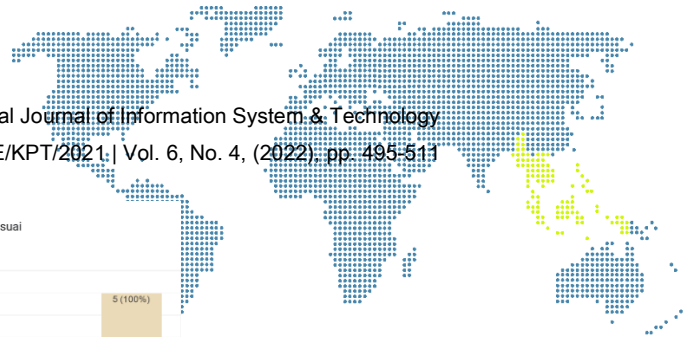 al Journal of Information System & Technology
E/KPT/2021 | Vol. 6, No. 4, (2022), pp. 495-511
suai
5 (100%)